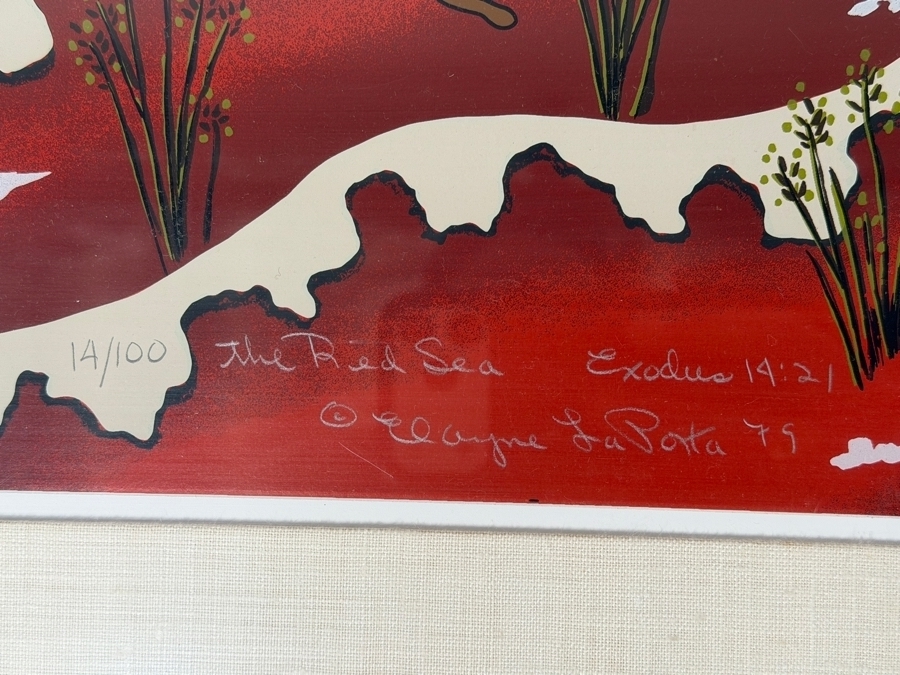 14/100 the Red Sea Exodus 14:21
© Elayne LaPorta 79